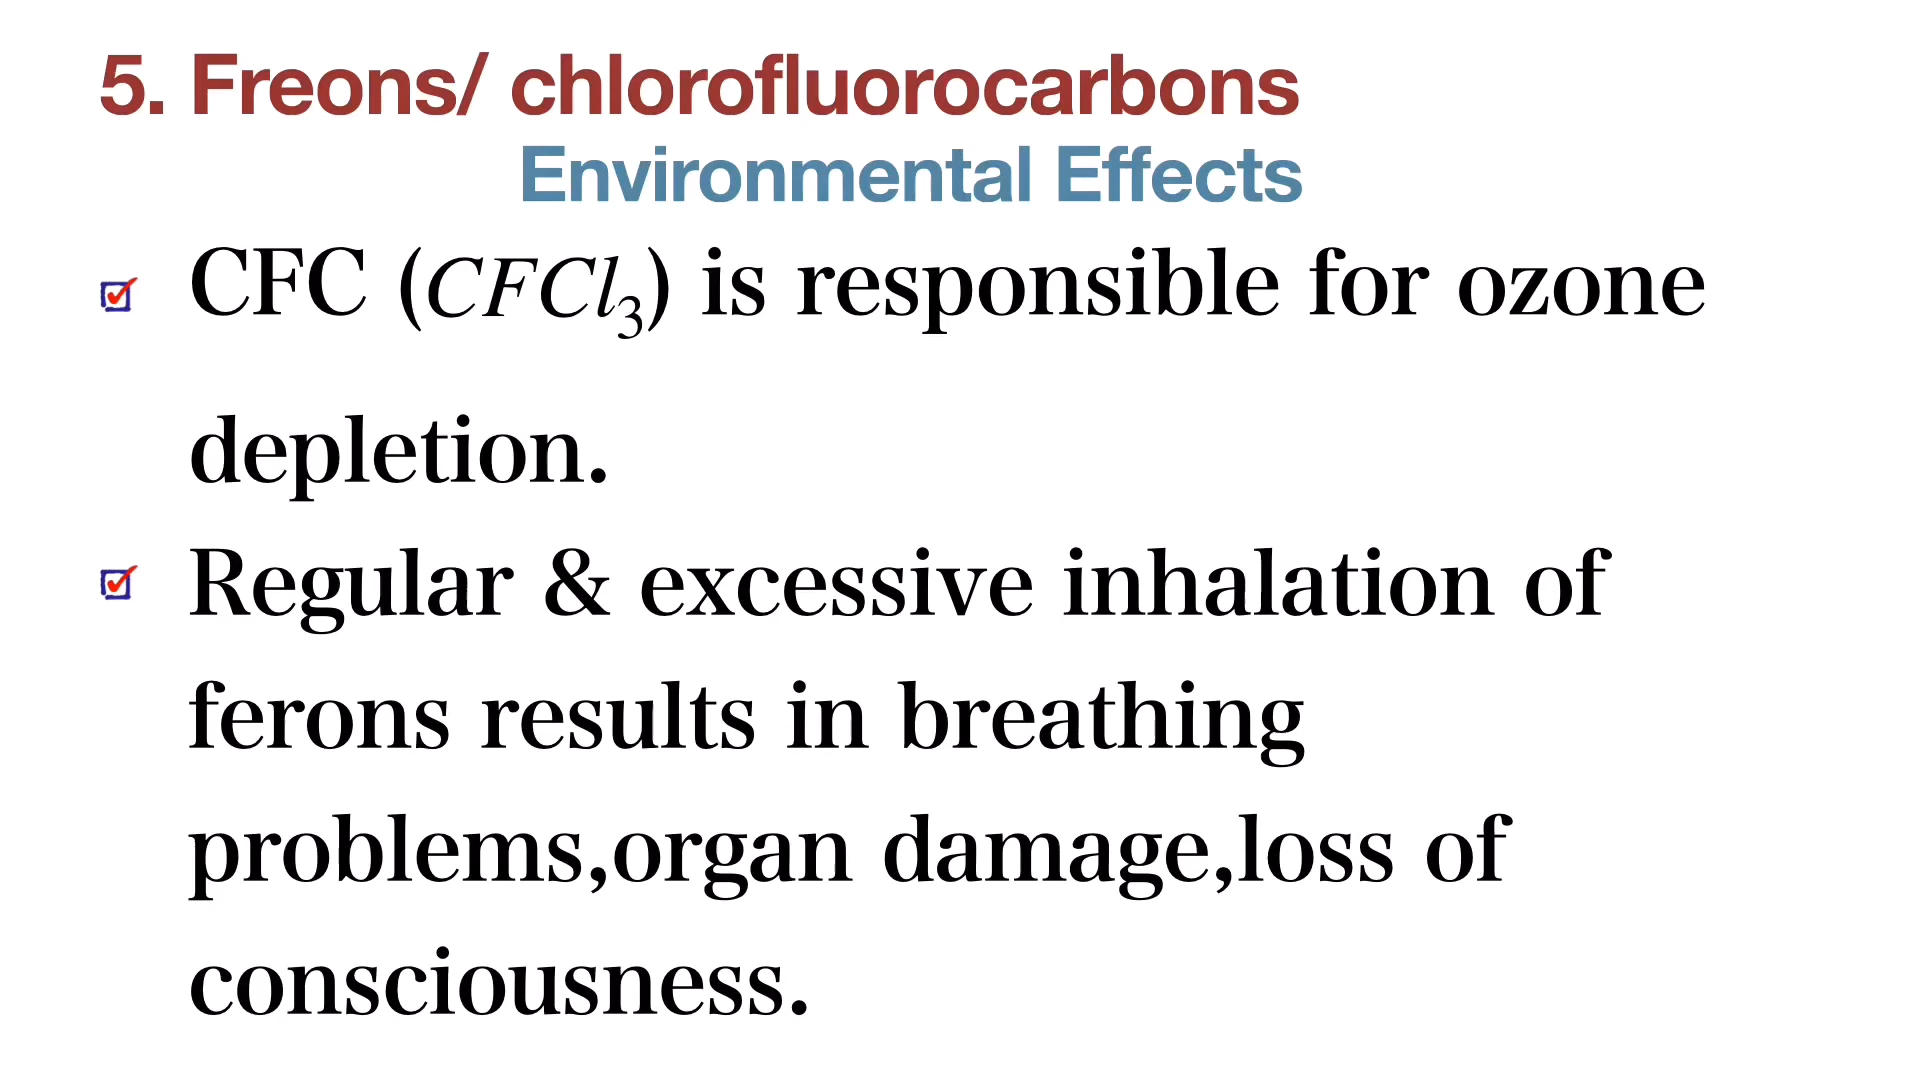 5. Freons/ chlorofluorocarbons
Environmental Effects
CFC (CFCl₃) is responsible for ozone
depletion.
Regular & excessive inhalation of
ferons results in breathing
problems,organ damage,loss of
consciousness.